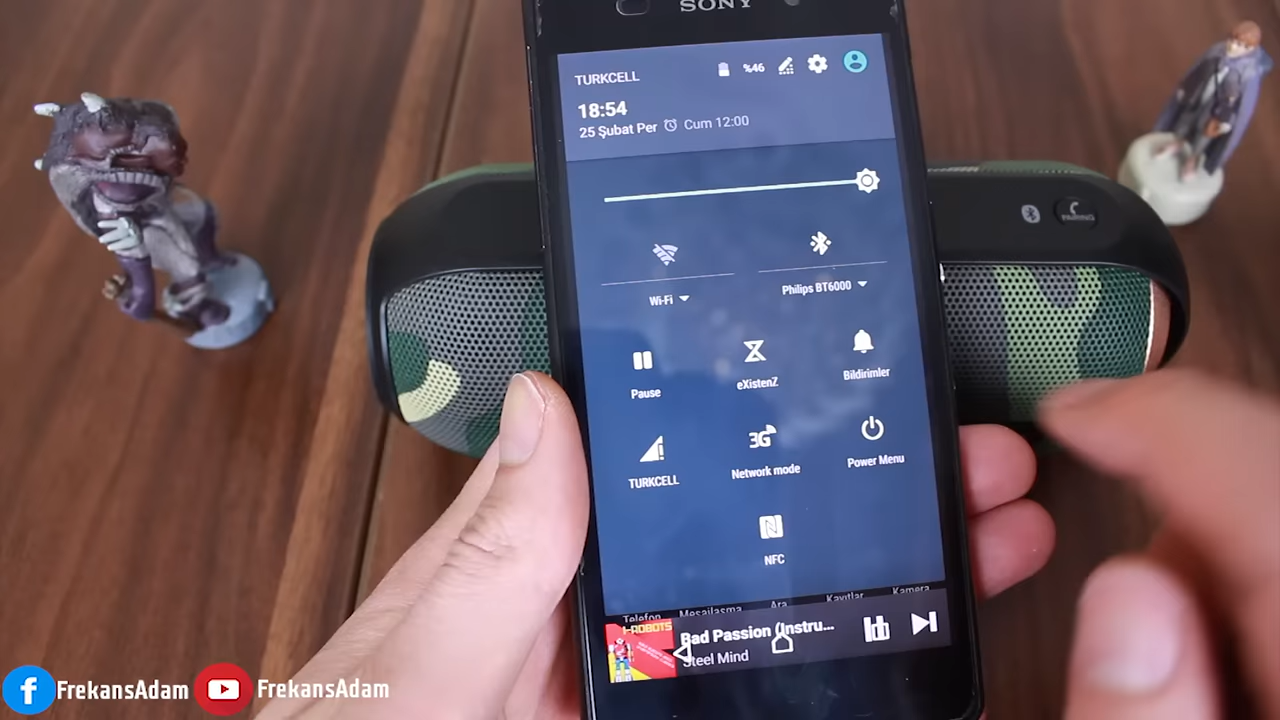 SONY
TURKCELL
%46
18:54
25 Şubat Per
Cum 12:00
PAIRING
Wi-Fi
Philips BT6000
Pause
eXistenZ
Bildirimler
TURKCELL
3G
Network mode
Power Menu
N
NFC
Telefon Mesajlaşma Ara Kayıtlar Kamera
I-ROBOTS
Bad Passion (Instru...
Steel Mind
FrekansAdam
FrekansAdam